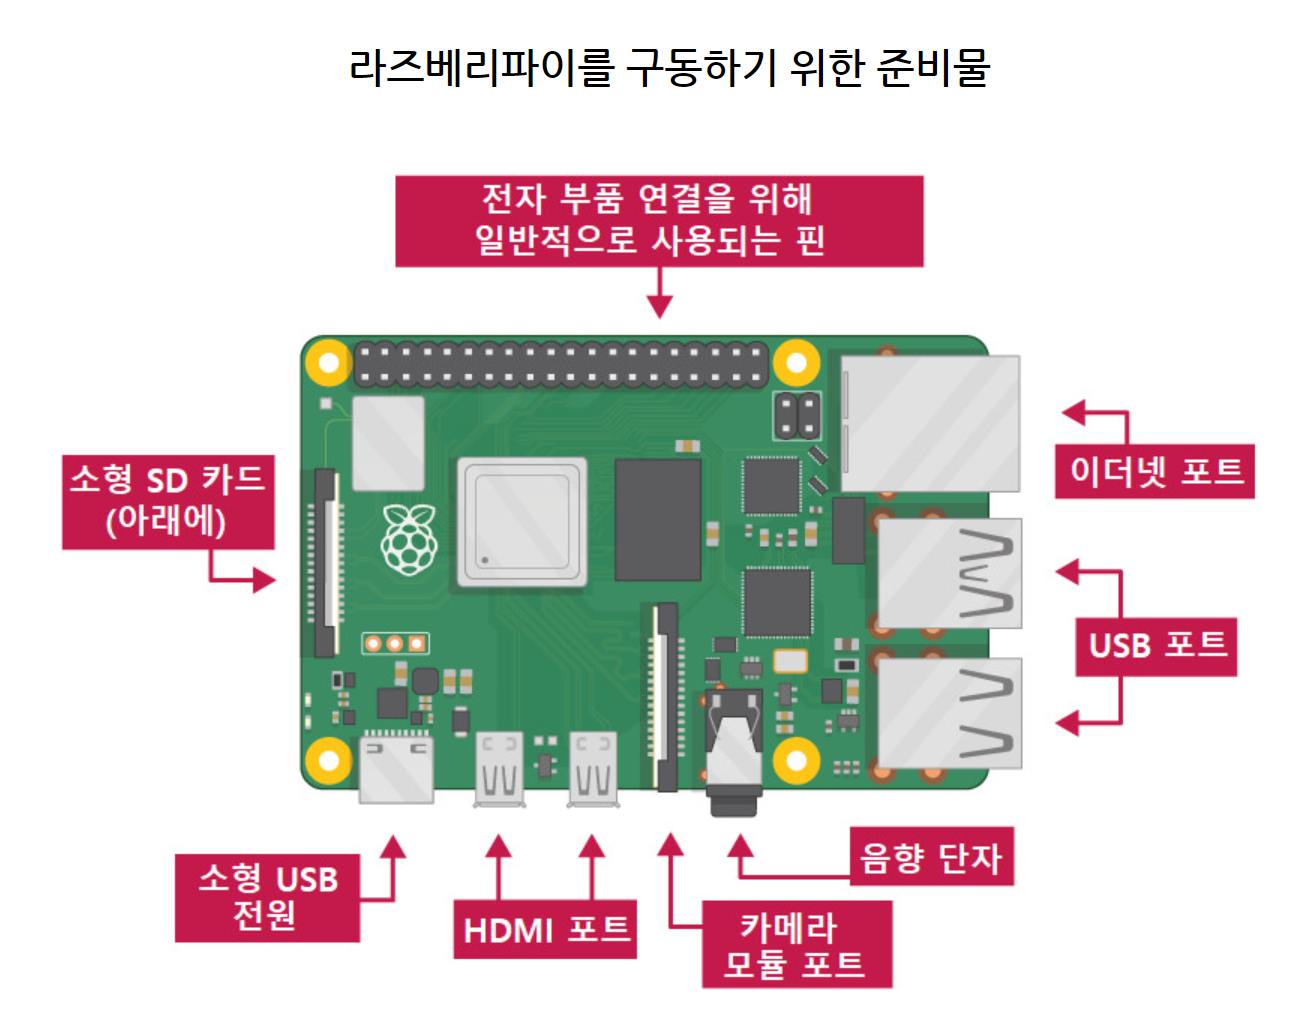 라즈베리파이를 구동하기 위한 준비물
전자 부품 연결을 위해
일반적으로 사용되는 핀
소형 SD 카드
(아래에)
이더넷 포트
USB 포트
소형 USB
전원
HDMI 포트
카메라
모듈 포트
음향 단자